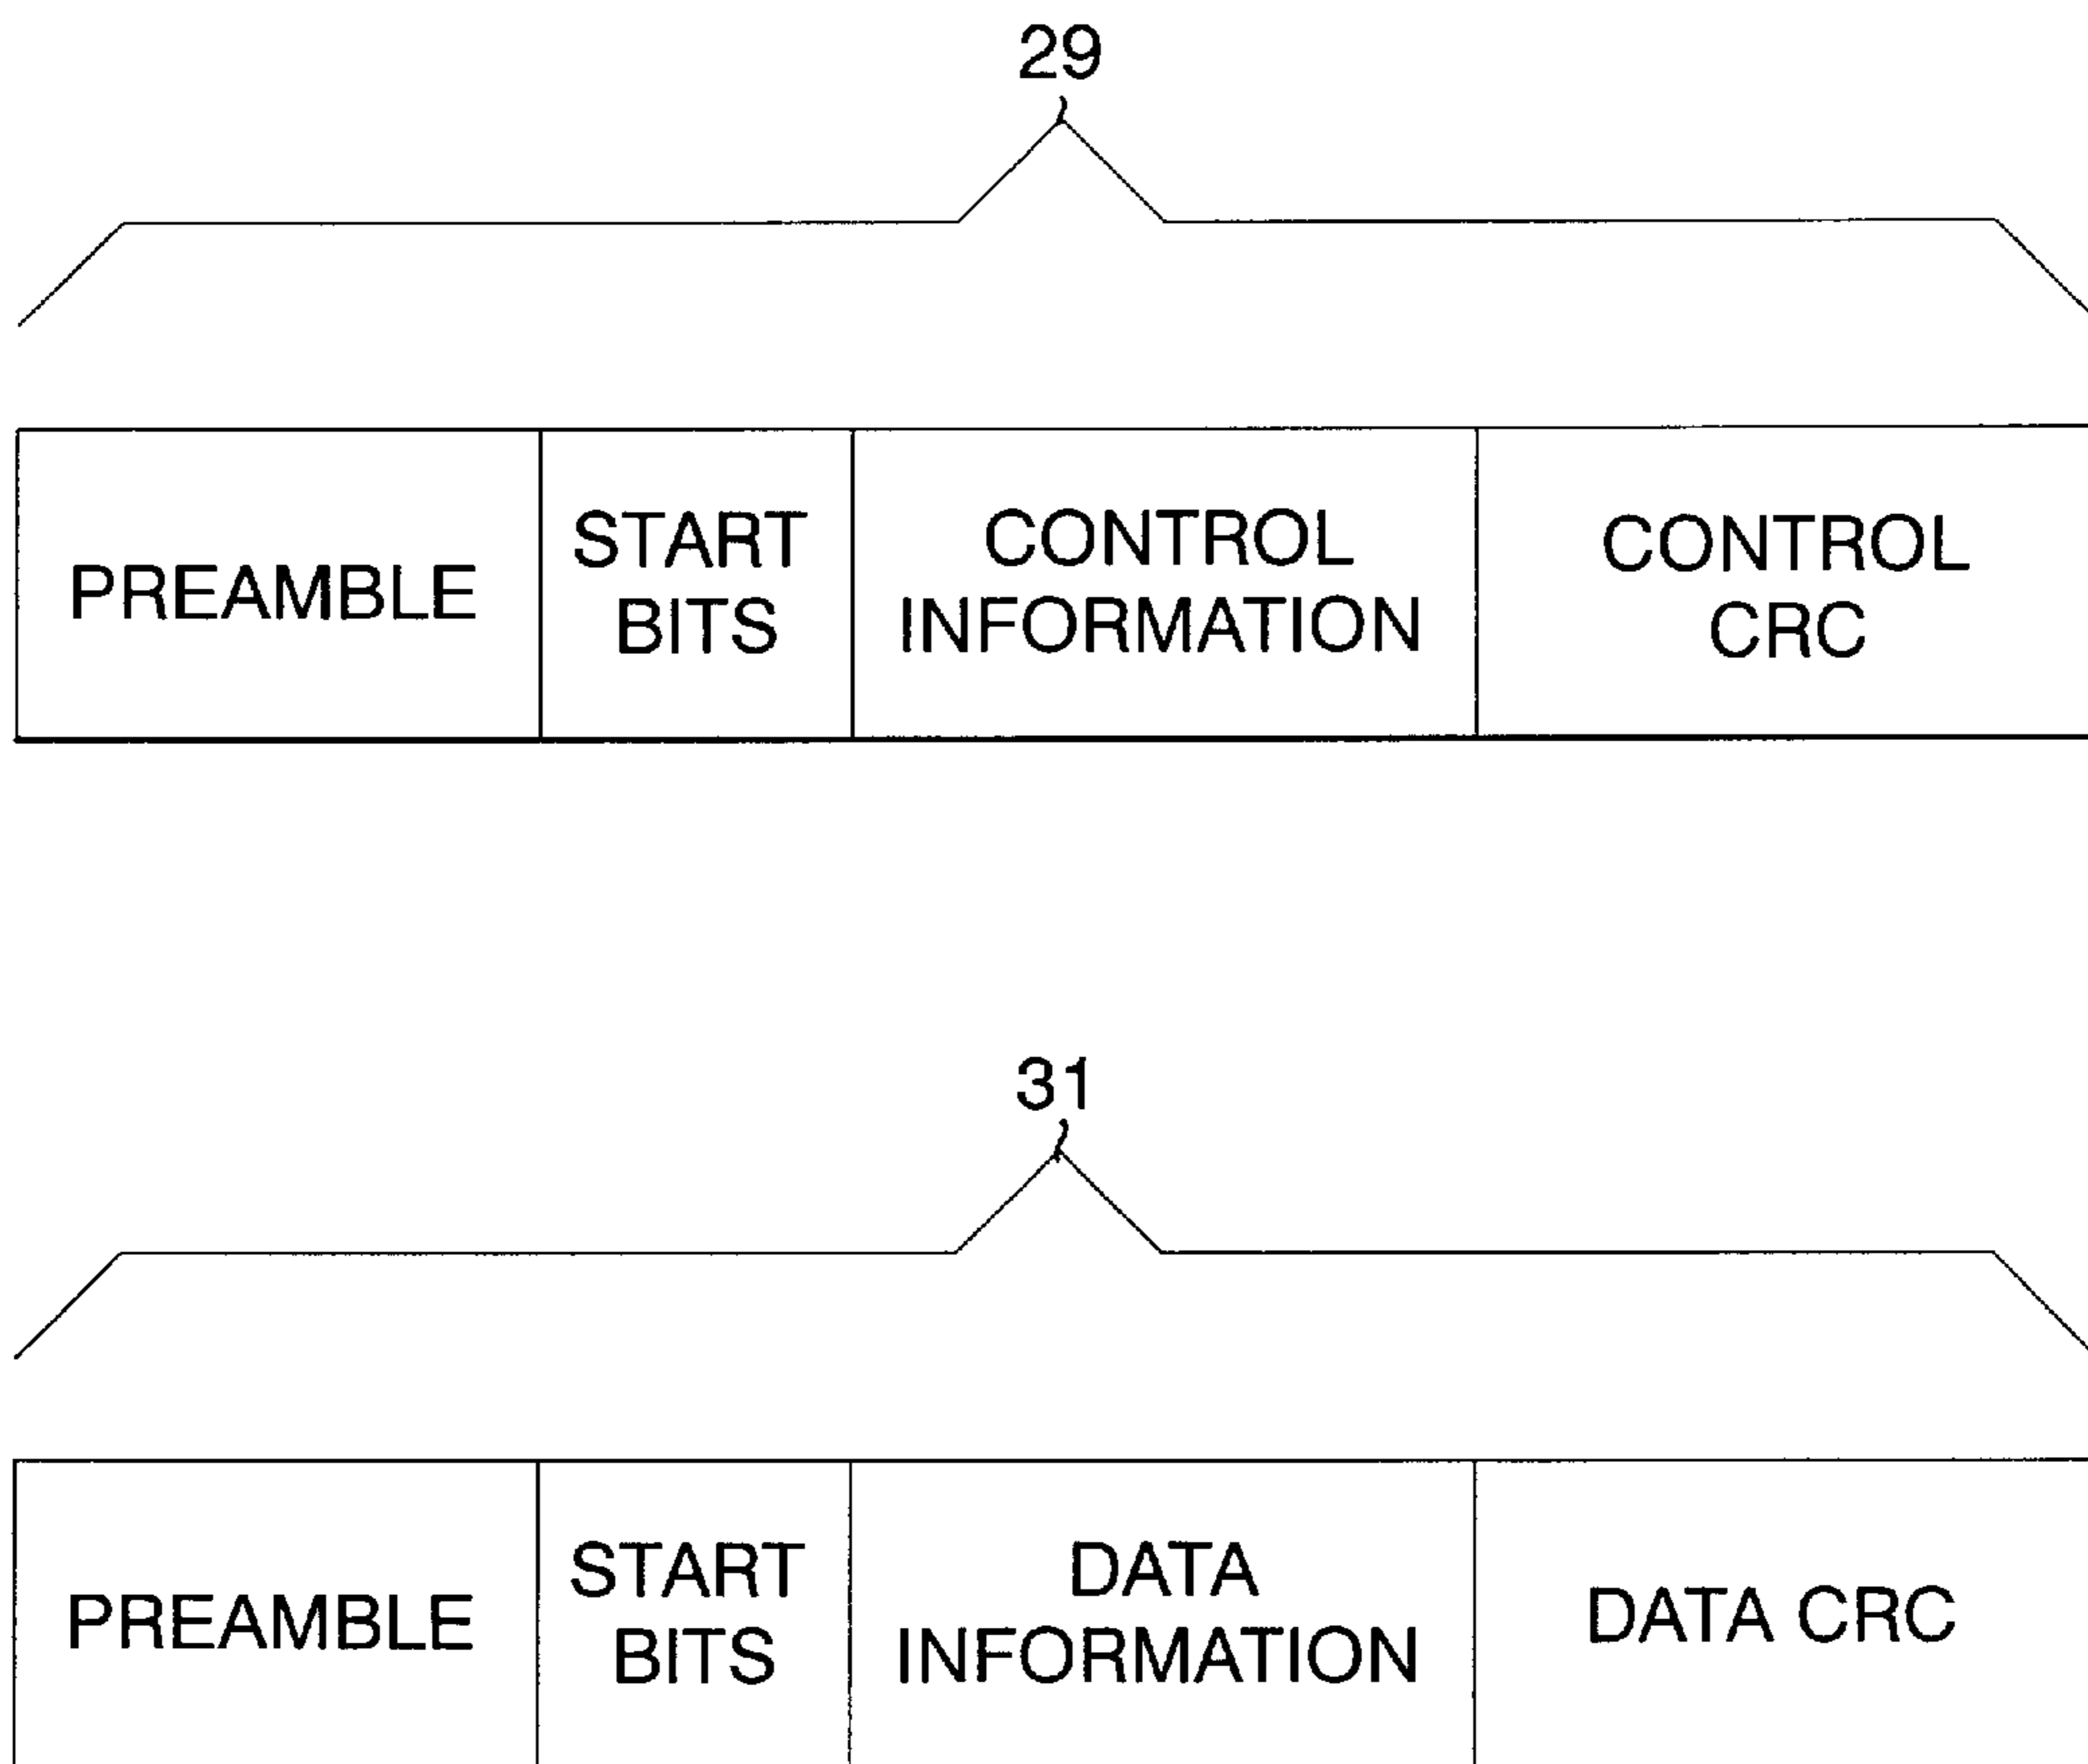 29
PREAMBLE
START
BITS
CONTROL
INFORMATION
CONTROL
CRC
31
PREAMBLE
START
BITS
DATA
INFORMATION
DATA CRC